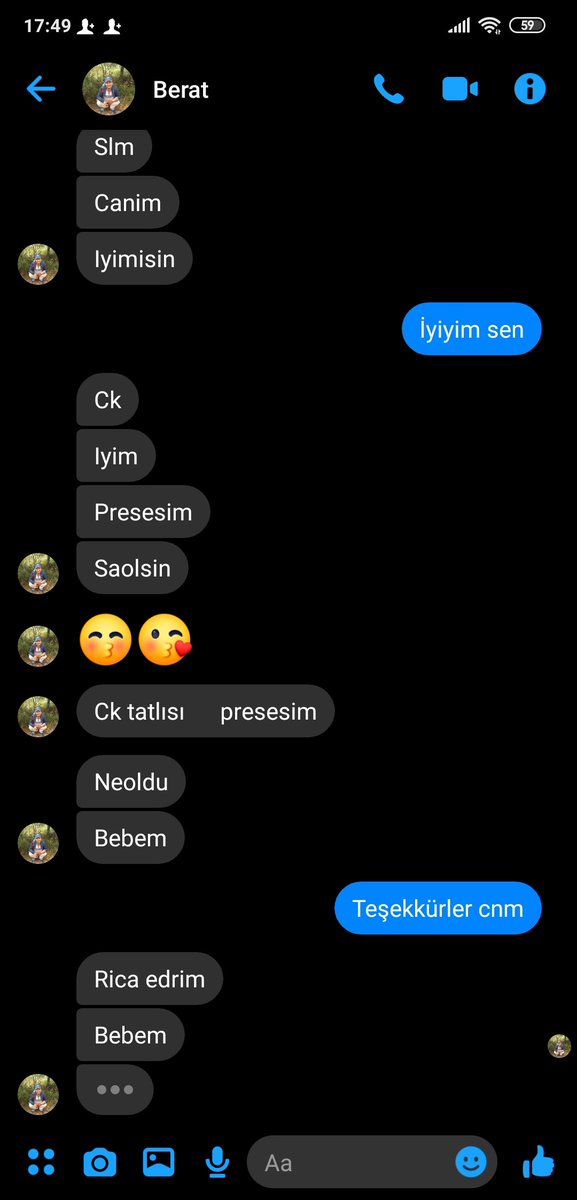 17:49
59
Berat
Slm
Canim
Iyimisin
İyiyim sen
Ck
Iyim
Presesim
Saolsin
Ck tatlısı presesim
Neoldu
Bebem
Teşekkürler cnm
Rica edrim
Bebem
Aa